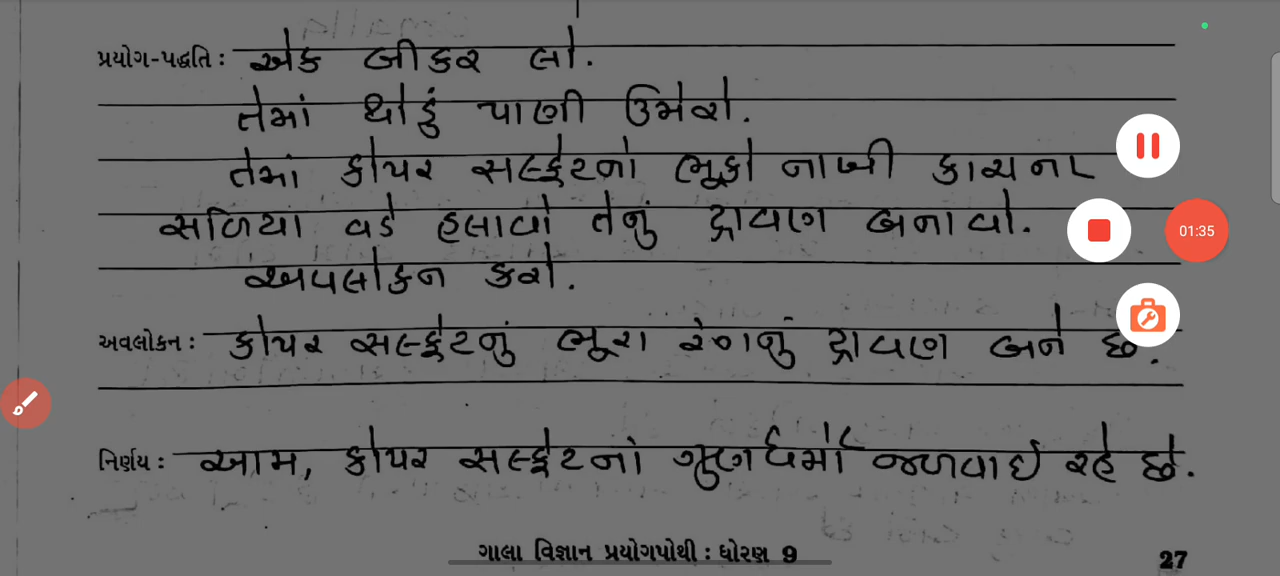 પ્રયોગ-પદ્ધતિ : એક બીકર લો.
તેમાં થોડું પાણી ઉમેરો.
તેમાં કોપર સલ્ફેટનો ભૂકો નાખી કાચના
સળિયા વડે હલાવો તેનું દ્રાવણ બનાવો.
01:35
અવલોકન કરો.
અવલોકન : કોપર સલ્ફેટનું ભૂરા રંગનું દ્રાવણ બને છે.
નિર્ણય : આમ, કોપર સલ્ફેટનાં ગુણધર્મો જળવાઈ રહે છે.
ગાલા વિજ્ઞાન પ્રયોગપોથી : ધોરણ 9
27